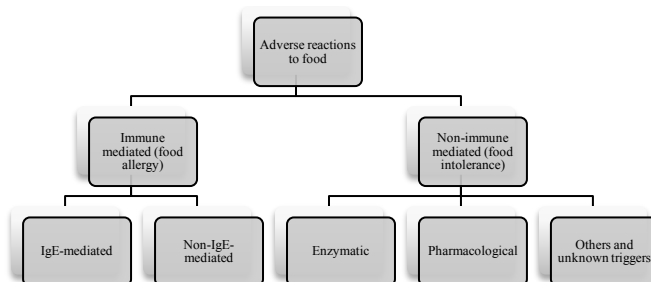 Adverse reactions
to food
Immune
mediated (food
allergy)
Non-immune
mediated (food
intolerance)
IgE-mediated
Non-IgE-
mediated
Enzymatic
Pharmacological
Others and
unknown triggers